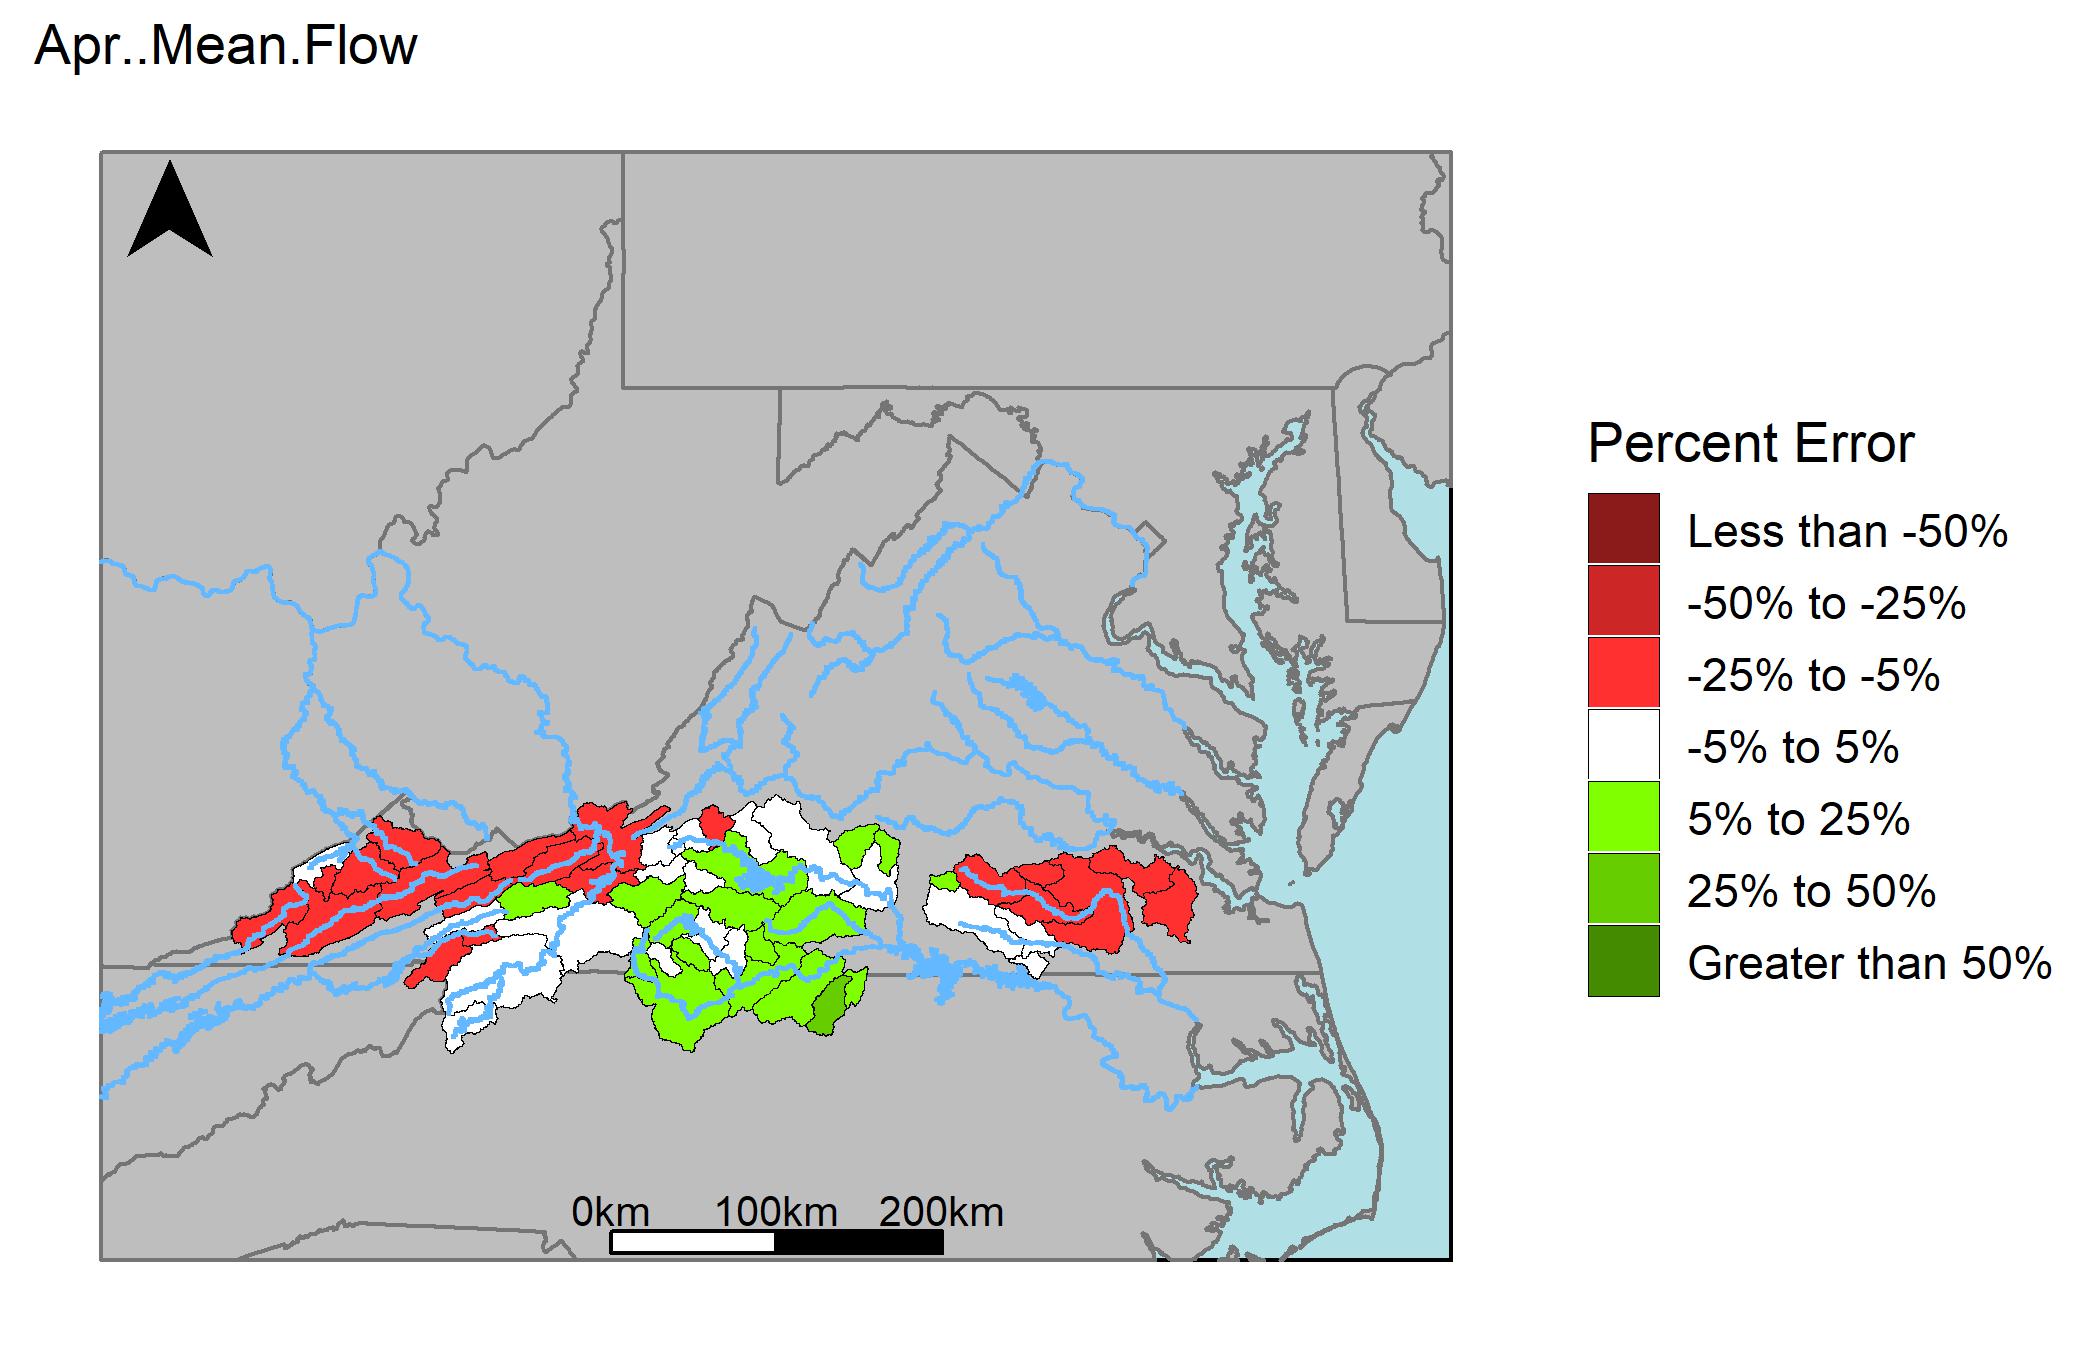 Apr..Mean.Flow
Percent Error
Less than -50%
-50% to -25%
-25% to -5%
-5% to 5%
5% to 25%
25% to 50%
Greater than 50%
0km 100km 200km